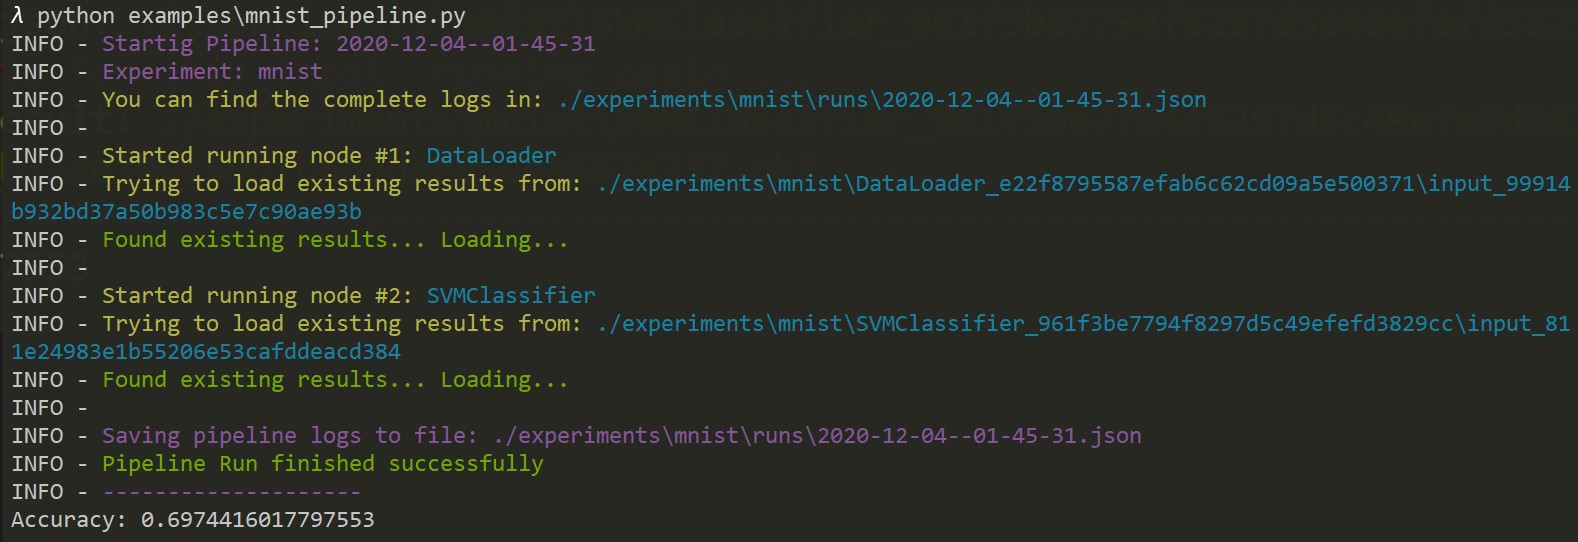 λ python examples\mnist_pipeline.py
INFO - Startig Pipeline: 2020-12-04--01-45-31
INFO - Experiment: mnist
INFO - You can find the complete logs in: ./experiments\mnist\runs\2020-12-04--01-45-31.json
INFO -
INFO - Started running node #1: DataLoader
INFO - Trying to load existing results from: ./experiments\mnist\DataLoader_e22f8795587efab6c62cd09a5e500371\input_99914
b932bd37a50b983c5e7c90ae93b
INFO - Found existing results... Loading...
INFO -
INFO - Started running node #2: SVMClassifier
INFO - Trying to load existing results from: ./experiments\mnist\SVMClassifier_961f3be7794f8297d5c49efefd3829cc\input_81
1e24983e1b55206e53cafddeacd384
INFO - Found existing results... Loading...
INFO -
INFO - Saving pipeline logs to file: ./experiments\mnist\runs\2020-12-04--01-45-31.json
INFO - Pipeline Run finished successfully
INFO - --------------------
Accuracy: 0.6974416017797553